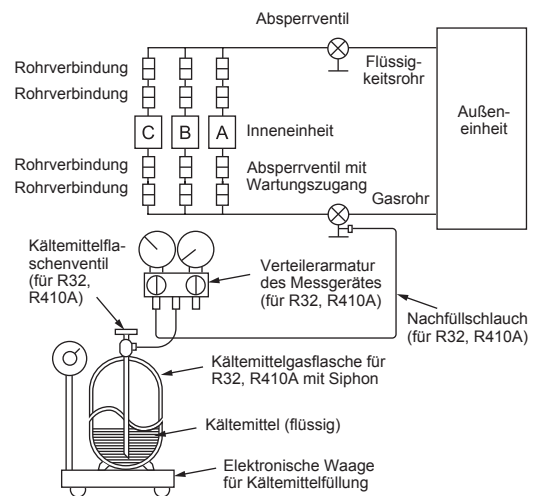 Absperrventil
Rohrverbindung
Rohrverbindung
Flüssig-
keitsrohr
Außen-
einheit
C
B
A
Inneneinheit
Rohrverbindung
Rohrverbindung
Absperrventil mit
Wartungszugang
Gasrohr
Kältemittelfla-
schenventil
(für R32,
R410A)
Verteilerarmatur
des Messgerätes
(für R32, R410A)
Nachfüllschlauch
(für R32, R410A)
Kältemittelgasflasche für
R32, R410A mit Siphon
Kältemittel (flüssig)
Elektronische Waage
für Kältemittelfüllung